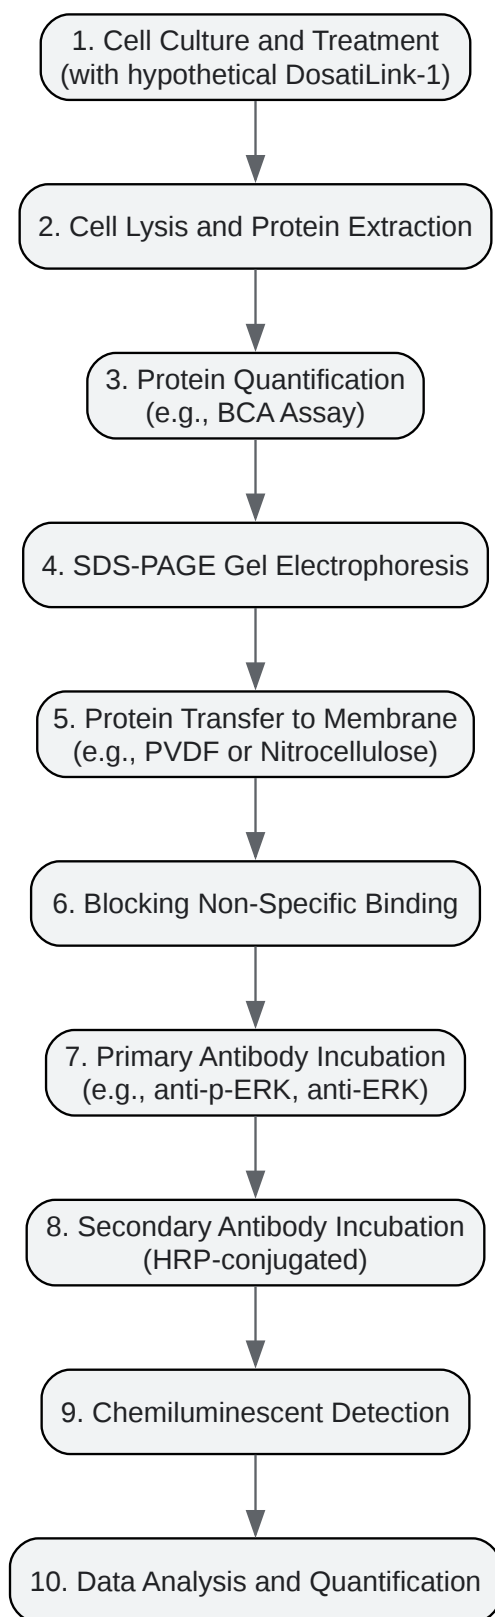 1. Cell Culture and Treatment
(with hypothetical DosatiLink-1)
2. Cell Lysis and Protein Extraction
3. Protein Quantification
(e.g., BCA Assay)
4. SDS-PAGE Gel Electrophoresis
5. Protein Transfer to Membrane
(e.g., PVDF or Nitrocellulose)
6. Blocking Non-Specific Binding
7. Primary Antibody Incubation
(e.g., anti-p-ERK, anti-ERK)
8. Secondary Antibody Incubation
(HRP-conjugated)
9. Chemiluminescent Detection
10. Data Analysis and Quantification